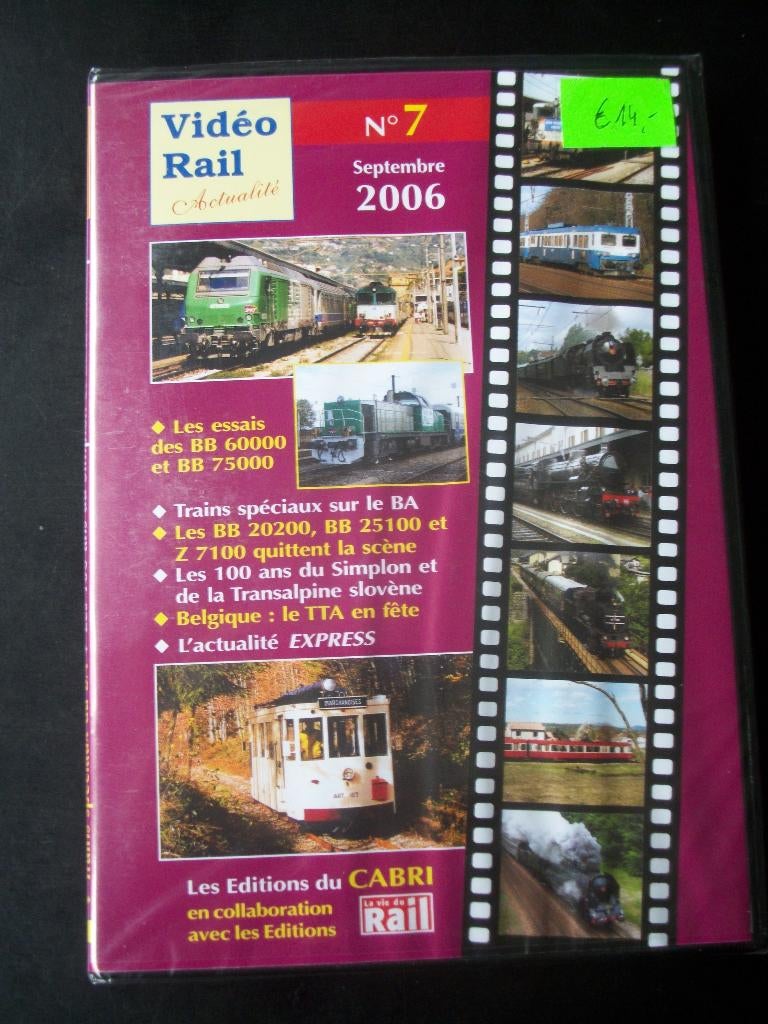 Vidéo
Rail
Actualité
N° 7
Septembre
2006
€ 14,-
◆ Les essais
des BB 60000
et BB 75000
◆ Trains spéciaux sur le BA
◆ Les BB 20200, BB 25100 et
Z 7100 quittent la scène
◆ Les 100 ans du Simplon et
de la Transalpine slovène
◆ Belgique : le TTA en fête
◆ L'actualité EXPRESS
MARCHANDISES
Les Editions du CABRI
en collaboration
avec les Editions
La vie du
Rail